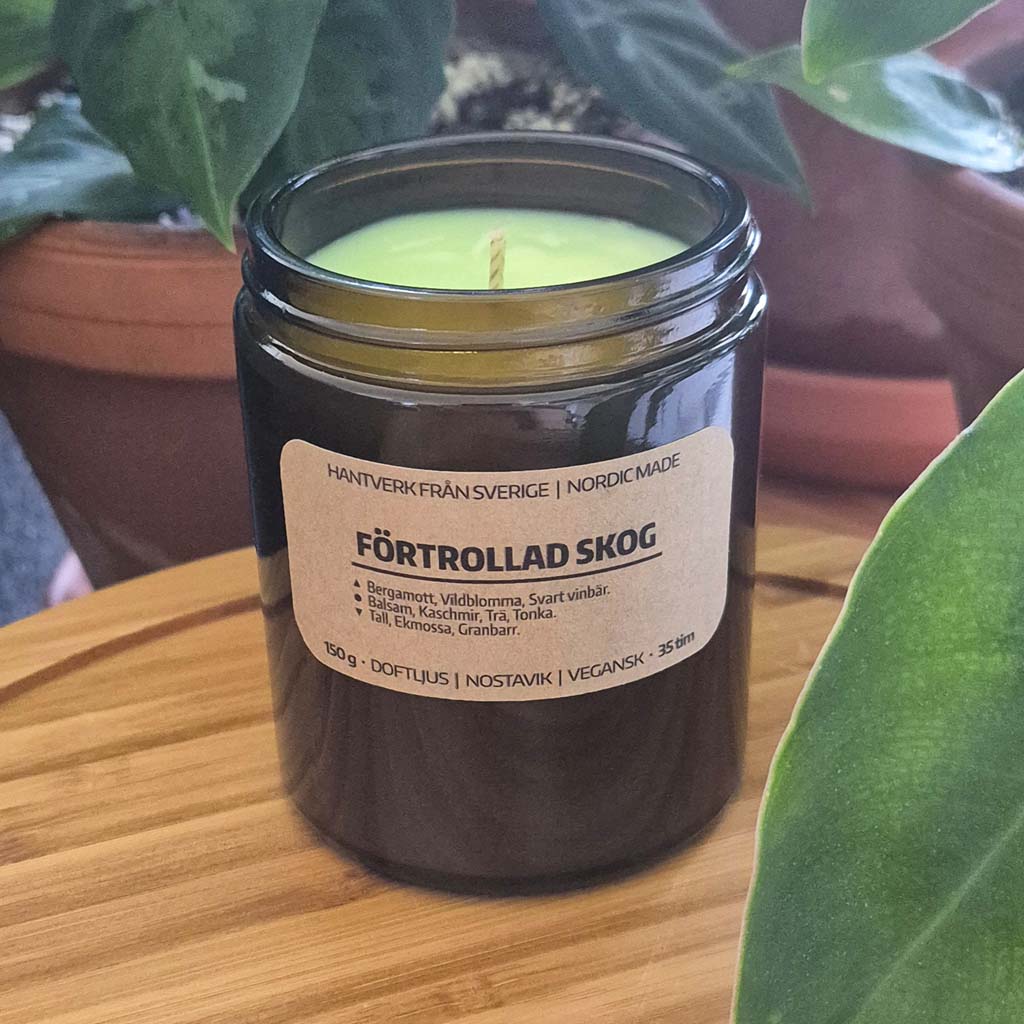 HANTVERK FRÅN SVERIGE | NORDIC MADE
FÖRTROLLAD SKOG
▲ Bergamott, Vildblomma, Svart vinbär.
● Balsam, Kaschmir, Trä, Tonka.
▼ Tall, Ekmossa, Granbarr.
150 g · DOFTLJUS | NOSTAVIK | VEGANSK · 35 tim